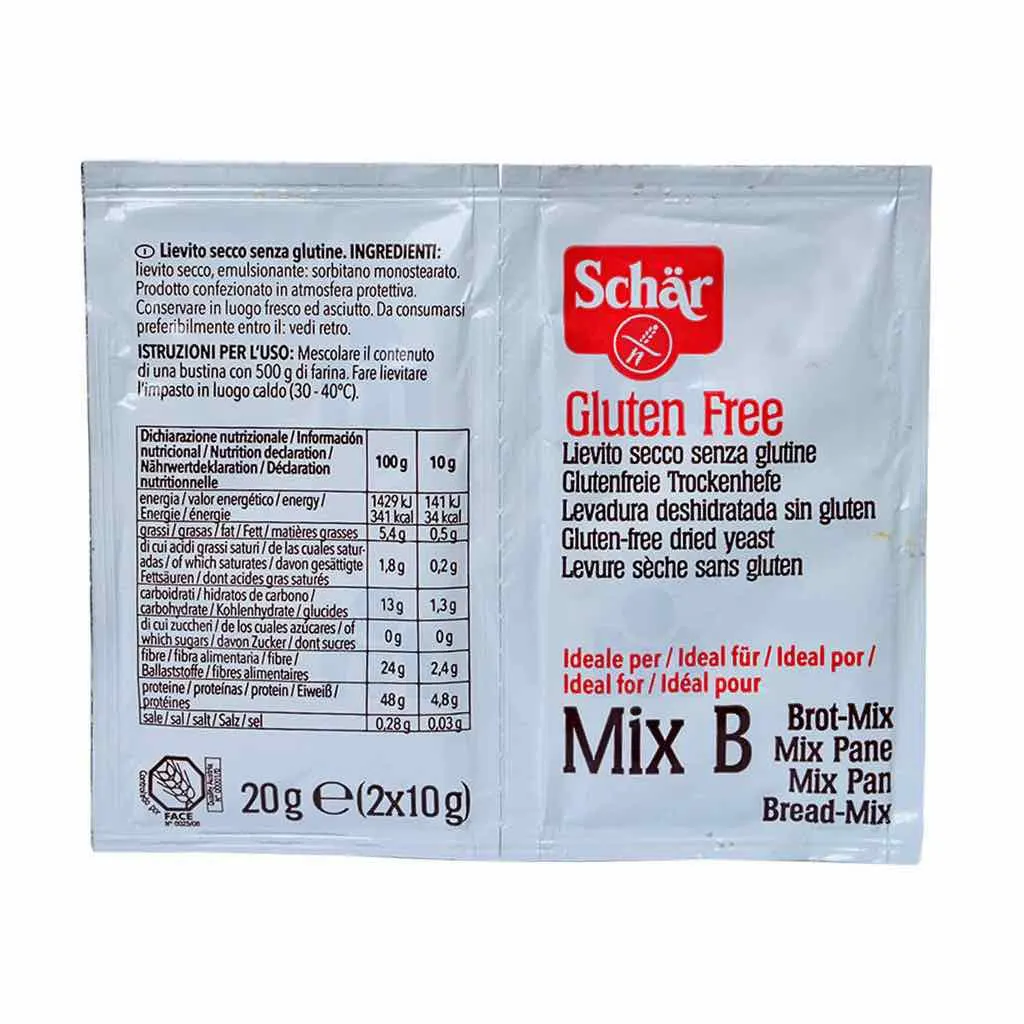 I Lievito secco senza glutine. INGREDIENTI:
lievito secco, emulsionante: sorbitano monostearato.
Prodotto confezionato in atmosfera protettiva.
Conservare in luogo fresco ed asciutto. Da consumarsi
preferibilmente entro il: vedi retro.
ISTRUZIONI PER L'USO: Mescolare il contenuto
di una bustina con 500 g di farina. Fare lievitare
l'impasto in luogo caldo (30 - 40°C).
Dichiarazione nutrizionale / Información
nutricional / Nutrition declaration /
Nährwertdeklaration / Déclaration
nutritionnelle
100 g 10 g
energia / valor energético / energy /
Energie / énergie
1429 kJ 141 kJ
341 kcal 34 kcal
grassi / grasas / fat / Fett / matières grasses 5,4 g 0,5 g
di cui acidi grassi saturi / de las cuales satur-
adas / of which saturates / davon gesättigte
Fettsäuren / dont acides gras saturés
1,8 g 0,2 g
carboidrati / hidratos de carbono /
carbohydrate / Kohlenhydrate / glucides
13 g 1,3 g
di cui zuccheri / de los cuales azúcares / of
which sugars / davon Zucker / dont sucres
0 g 0 g
fibre / fibra alimentaria / fibre /
Ballaststoffe / fibres alimentaires
24 g 2,4 g
proteine / proteínas / protein / Eiweiß /
protéines
48 g 4,8 g
sale / sal / salt / Salz / sel 0,28 g 0,03 g
Controlado por
FACE
20 g ℮ (2x10 g)
Schär
n
Gluten Free
Lievito secco senza glutine
Glutenfreie Trockenhefe
Levadura deshidratada sin gluten
Gluten-free dried yeast
Levure sèche sans gluten
Ideale per / Ideal für / Ideal por /
Ideal for / Idéal pour
Mix B
Brot-Mix
Mix Pane
Mix Pan
Bread-Mix